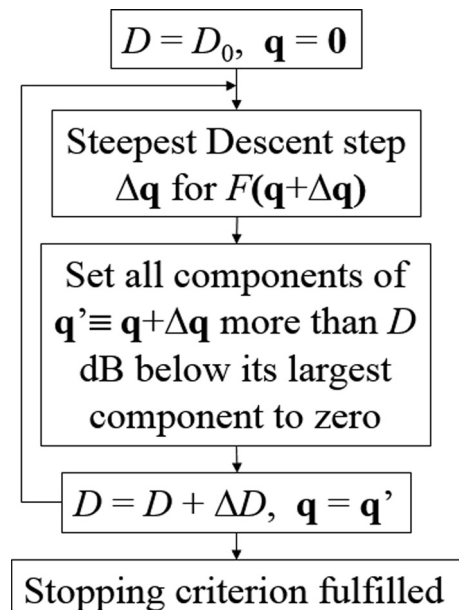 D = D₀, q = 0
Steepest Descent step
Δq for F(q+Δq)
Set all components of
q’≡ q+Δq more than D
dB below its largest
component to zero
D = D + ΔD, q = q’
Stopping criterion fulfilled